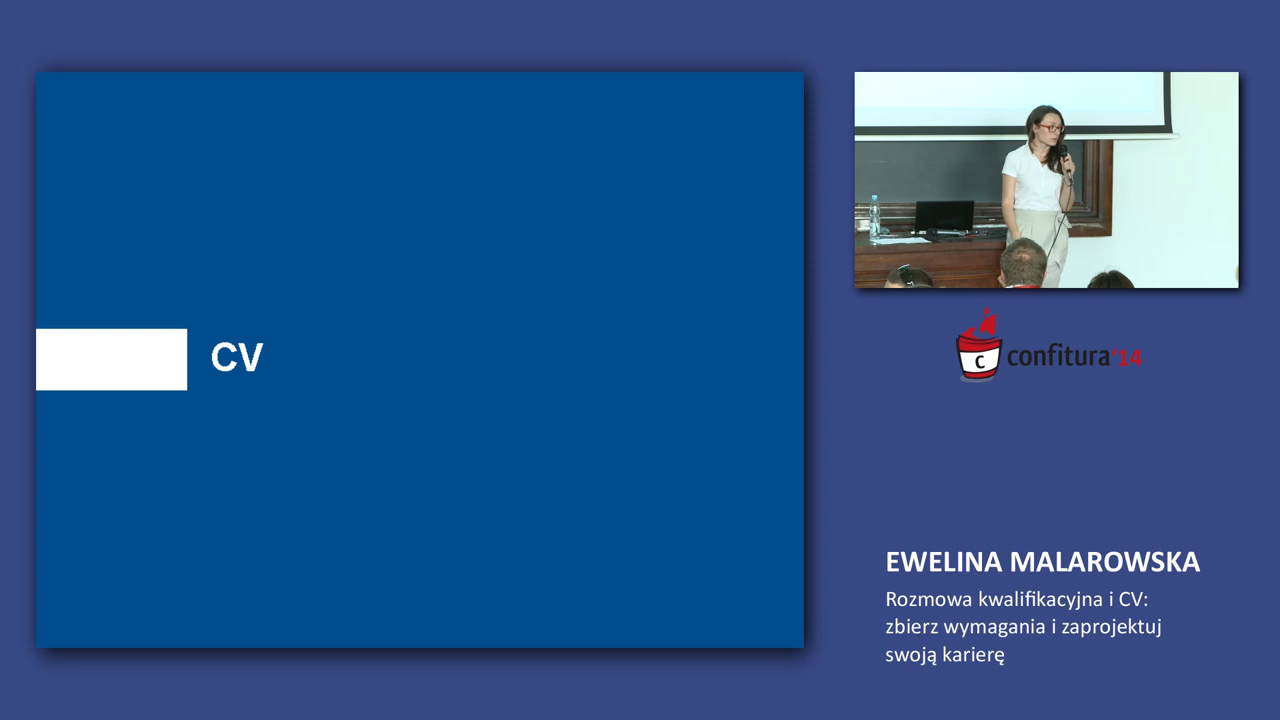 CV
C
confitura'14
EWELINA MALAROWSKA
Rozmowa kwalifikacyjna i CV:
zbierz wymagania i zaprojektuj
swoją karierę